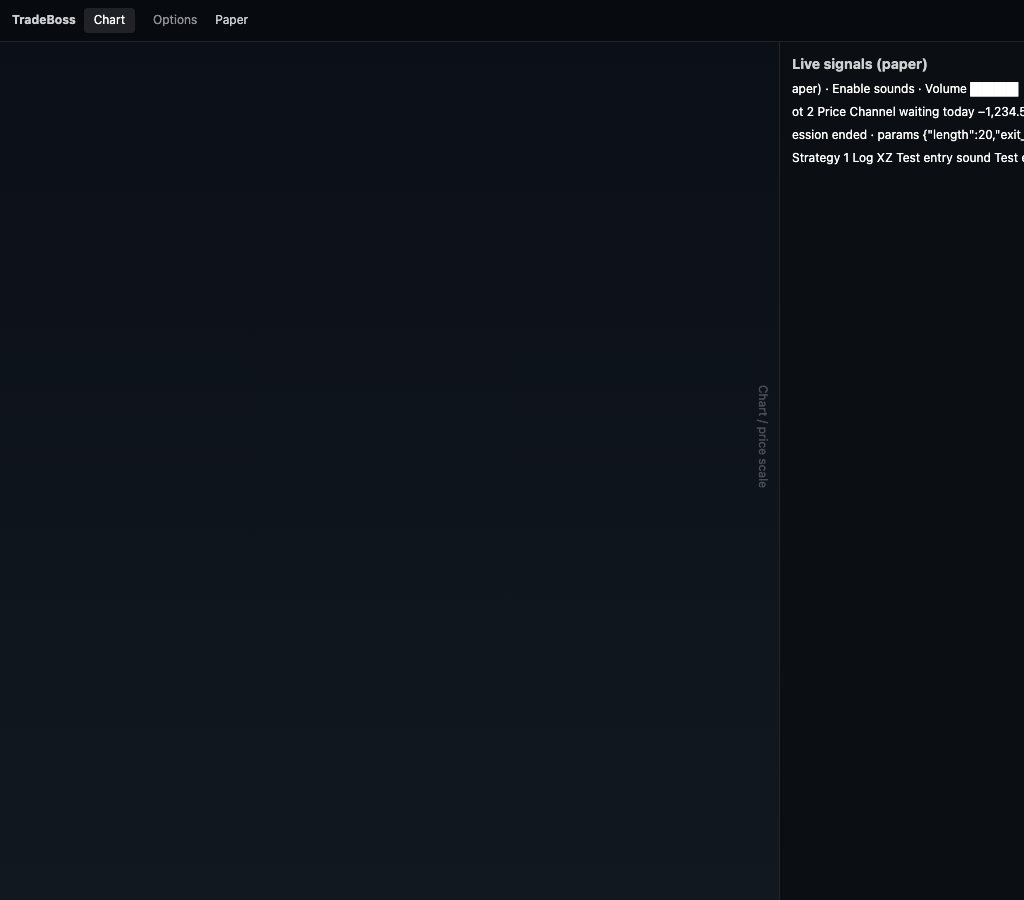 TradeBoss Chart Options Paper
Live signals (paper)
aper) · Enable sounds · Volume
ot 2 Price Channel waiting today −1,234.5
ession ended · params {"length":20,"exit_
Strategy 1 Log XZ Test entry sound Test e
Chart / price scale